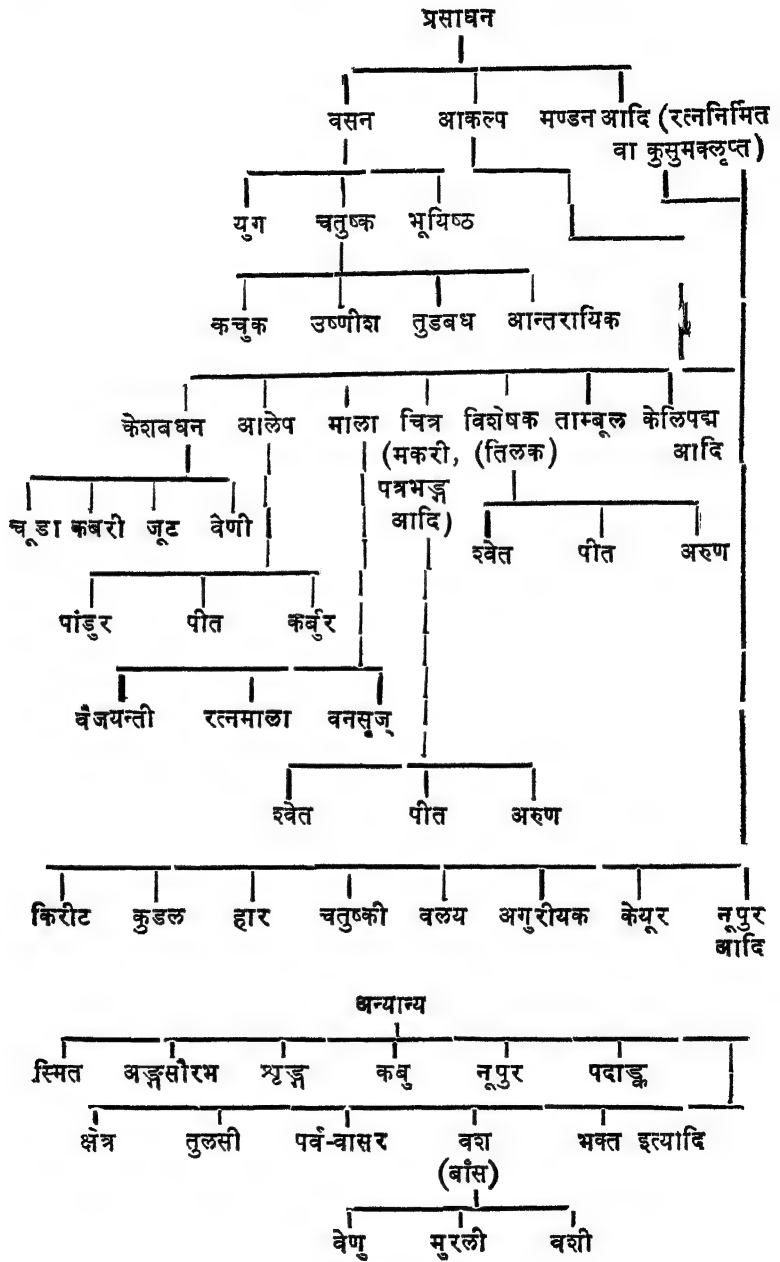 प्रसाधन
वसन आकल्प मण्डन आदि (रत्ननिर्मित
वा कुसुमक्लृप्त)
युग चतुष्क भूयिष्ठ
कचुक उष्णीश तुडबध आन्तरायिक
केशबधन आलेप माला चित्र विशेषक ताम्बूल केलिपद्म
(मकरी, (तिलक) आदि
पत्रभङ्ग
आदि)
चूडा कबरी जूट वेणी
श्वेत पीत अरुण
पांडुर पीत कर्बुर
वैजयन्ती रत्नमाला वनसृज्
श्वेत पीत अरुण
किरीट कुडल हार चतुष्की वलय अगुरीयक केयूर नूपुर
आदि
अन्यान्य
स्मित अङ्गसौरभ शृङ्ग कबु नूपुर पदाङ्क
क्षेत्र तुलसी पर्व-वासर वश भक्त इत्यादि
(बाँस)
वेणु मुरली वशी